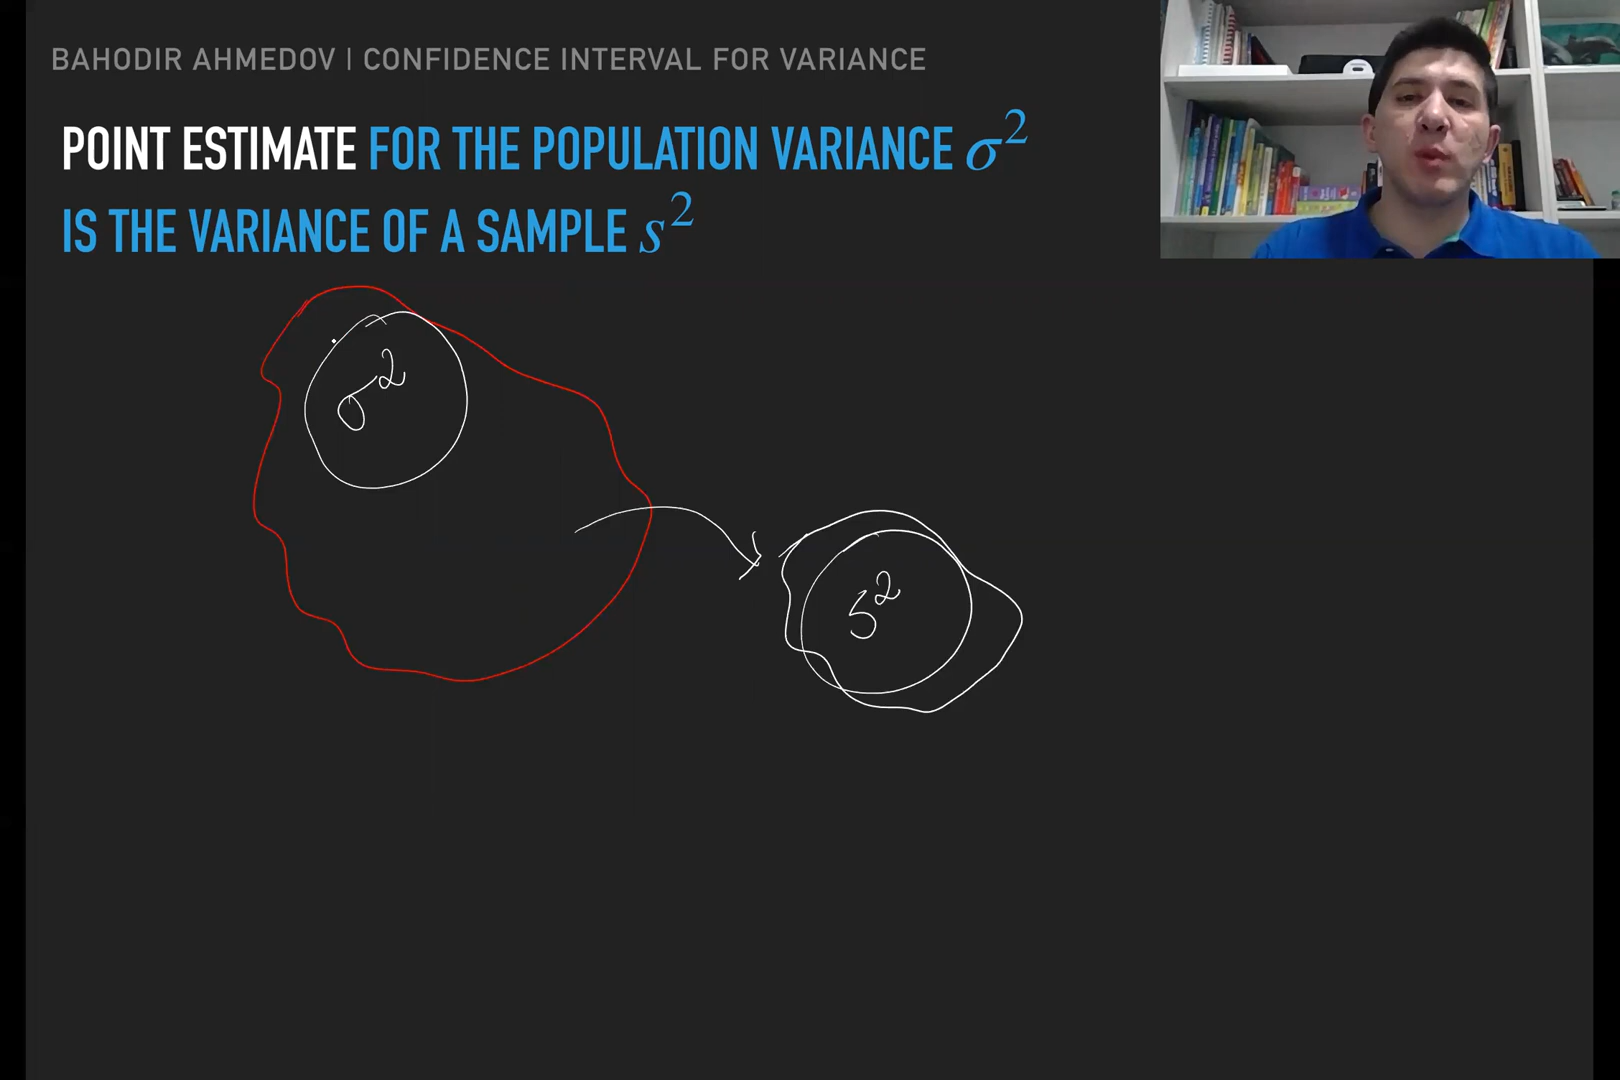 BAHODIR AHMEDOV | CONFIDENCE INTERVAL FOR VARIANCE
POINT ESTIMATE FOR THE POPULATION VARIANCE σ²
IS THE VARIANCE OF A SAMPLE s²
σ²
s²